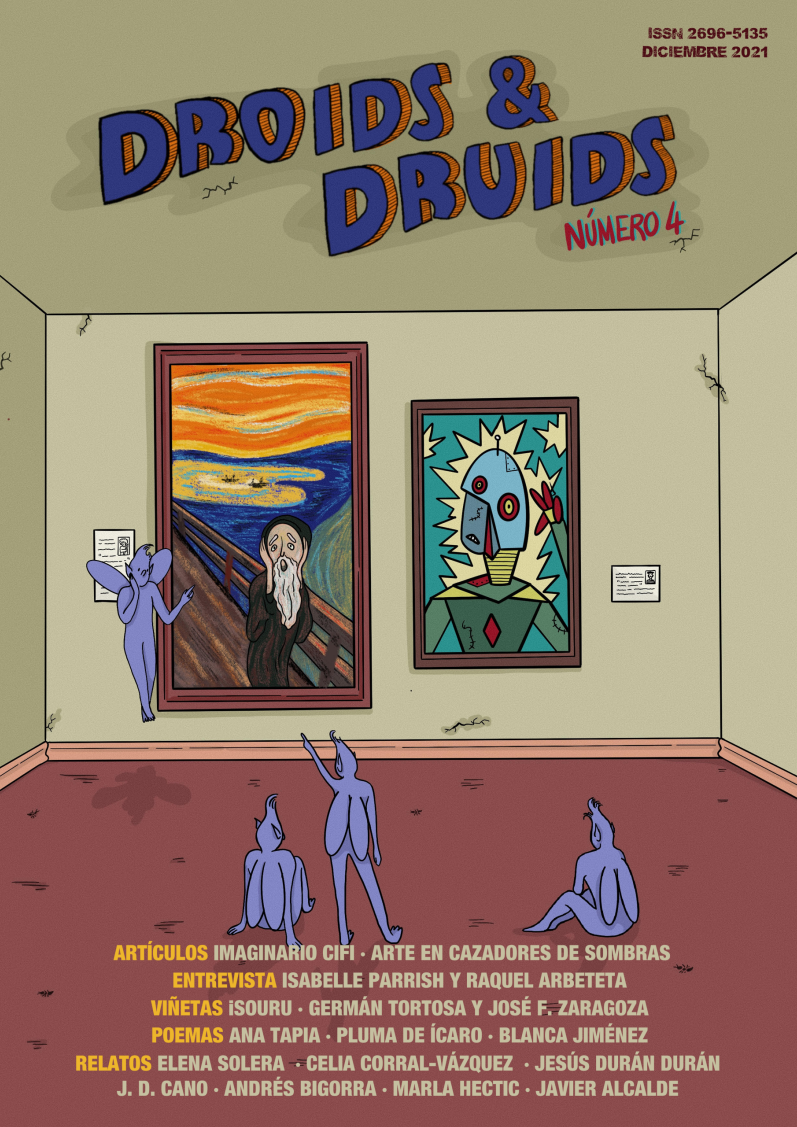 ISSN 2696-5135
DICIEMBRE 2021
DROIDS &
DRUIDS
NÚMERO 4
ARTÍCULOS IMAGINARIO CIFI · ARTE EN CAZADORES DE SOMBRAS
ENTREVISTA ISABELLE PARRISH Y RAQUEL ARBETETA
VIÑETAS iSOURU · GERMÁN TORTOSA Y JOSÉ F. ZARAGOZA
POEMAS ANA TAPIA · PLUMA DE ÍCARO · BLANCA JIMÉNEZ
RELATOS ELENA SOLERA · CELIA CORRAL-VÁZQUEZ · JESÚS DURÁN DURÁN
J. D. CANO · ANDRÉS BIGORRA · MARLA HECTIC · JAVIER ALCALDE